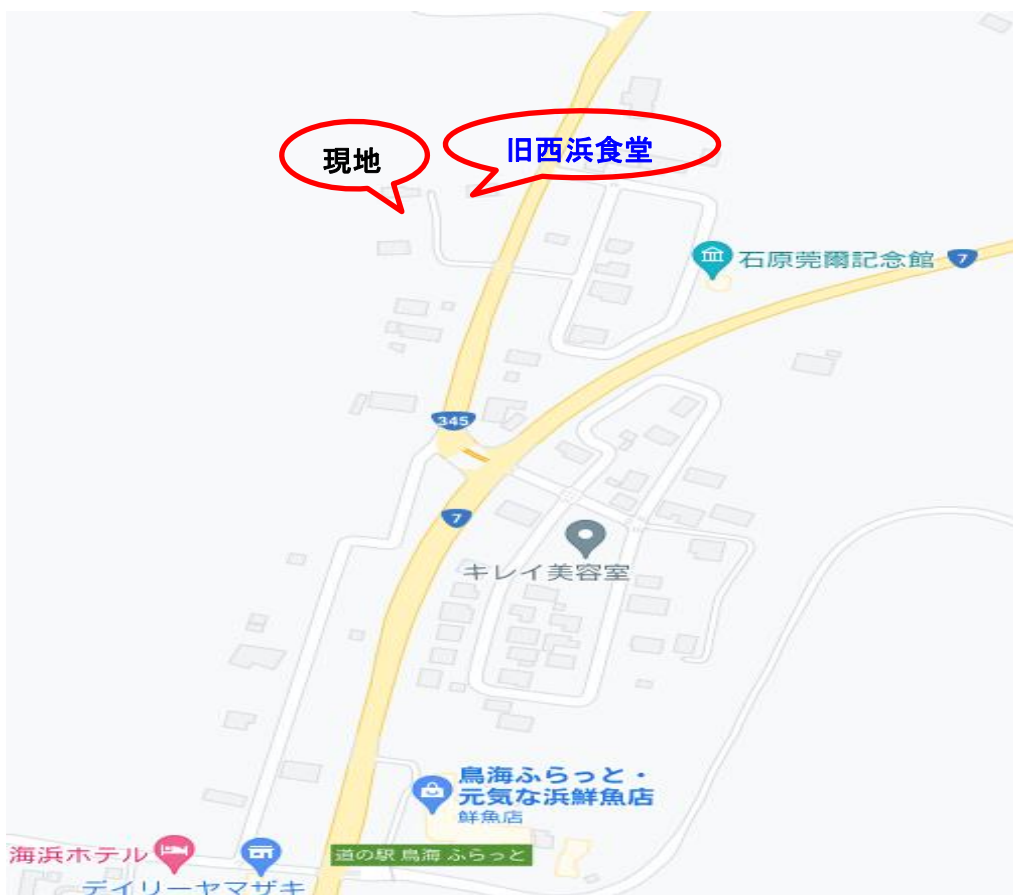 現地
旧西浜食堂
石原莞爾記念館
7
345
7
キレイ美容室
鳥海ふらっと・
元気な浜鮮魚店
鮮魚店
海浜ホテル
道の駅 鳥海 ふらっと
デイリーヤマザキ